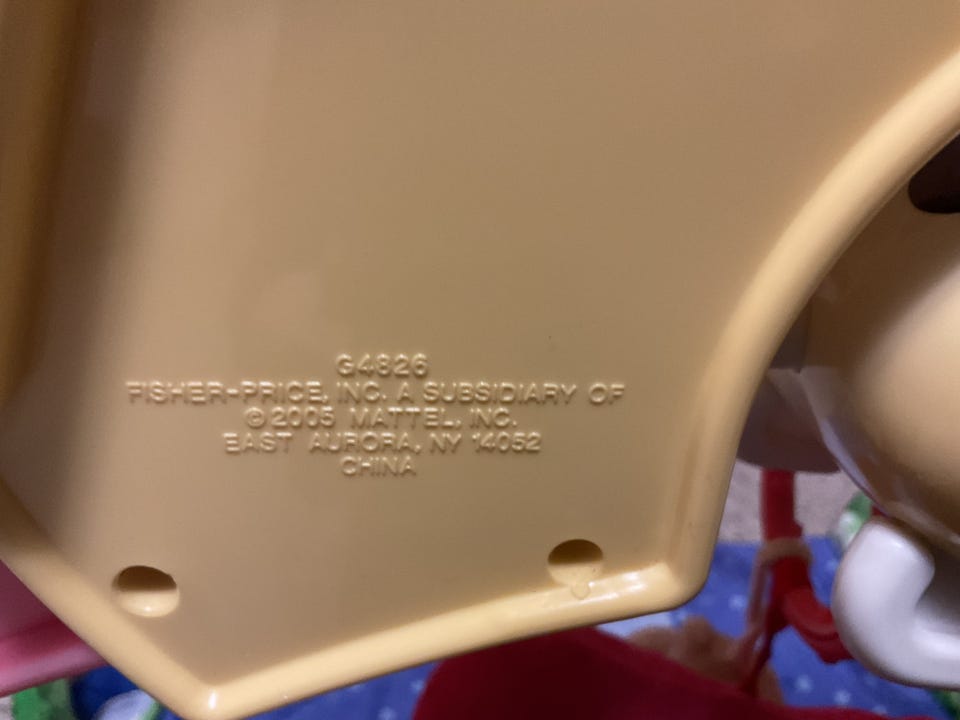 G4826
FISHER-PRICE, INC. A SUBSIDIARY OF
©2005 MATTEL, INC.
EAST AURORA, NY 14052
CHINA